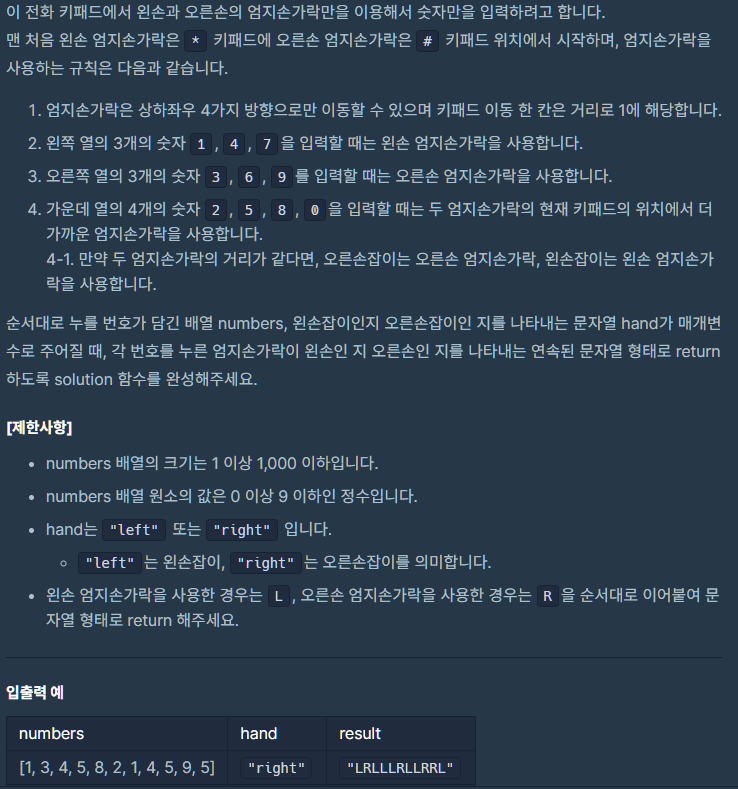 이 전화 키패드에서 왼손과 오른손의 엄지손가락만을 이용해서 숫자만을 입력하려고 합니다.
맨 처음 왼손 엄지손가락은 * 키패드에 오른손 엄지손가락은 # 키패드 위치에서 시작하며, 엄지손가락을
사용하는 규칙은 다음과 같습니다.
1. 엄지손가락은 상하좌우 4가지 방향으로만 이동할 수 있으며 키패드 이동 한 칸은 거리로 1에 해당합니다.
2. 왼쪽 열의 3개의 숫자 1, 4, 7을 입력할 때는 왼손 엄지손가락을 사용합니다.
3. 오른쪽 열의 3개의 숫자 3, 6, 9를 입력할 때는 오른손 엄지손가락을 사용합니다.
4. 가운데 열의 4개의 숫자 2, 5, 8, 0을 입력할 때는 두 엄지손가락의 현재 키패드의 위치에서 더
가까운 엄지손가락을 사용합니다.
4-1. 만약 두 엄지손가락의 거리가 같다면, 오른손잡이는 오른손 엄지손가락, 왼손잡이는 왼손 엄지손가
락을 사용합니다.
순서대로 누를 번호가 담긴 배열 numbers, 왼손잡이인지 오른손잡이인 지를 나타내는 문자열 hand가 매개변
수로 주어질 때, 각 번호를 누른 엄지손가락이 왼손인 지 오른손인 지를 나타내는 연속된 문자열 형태로 return
하도록 solution 함수를 완성해주세요.
[제한사항]
• numbers 배열의 크기는 1 이상 1,000 이하입니다.
• numbers 배열 원소의 값은 0 이상 9 이하인 정수입니다.
• hand는 "left" 또는 "right" 입니다.
◦ "left"는 왼손잡이, "right"는 오른손잡이를 의미합니다.
• 왼손 엄지손가락을 사용한 경우는 L, 오른손 엄지손가락을 사용한 경우는 R을 순서대로 이어붙여 문
자열 형태로 return 해주세요.
입출력 예
numbers hand result
[1, 3, 4, 5, 8, 2, 1, 4, 5, 9, 5] "right" "LRLLLRLLRRL"